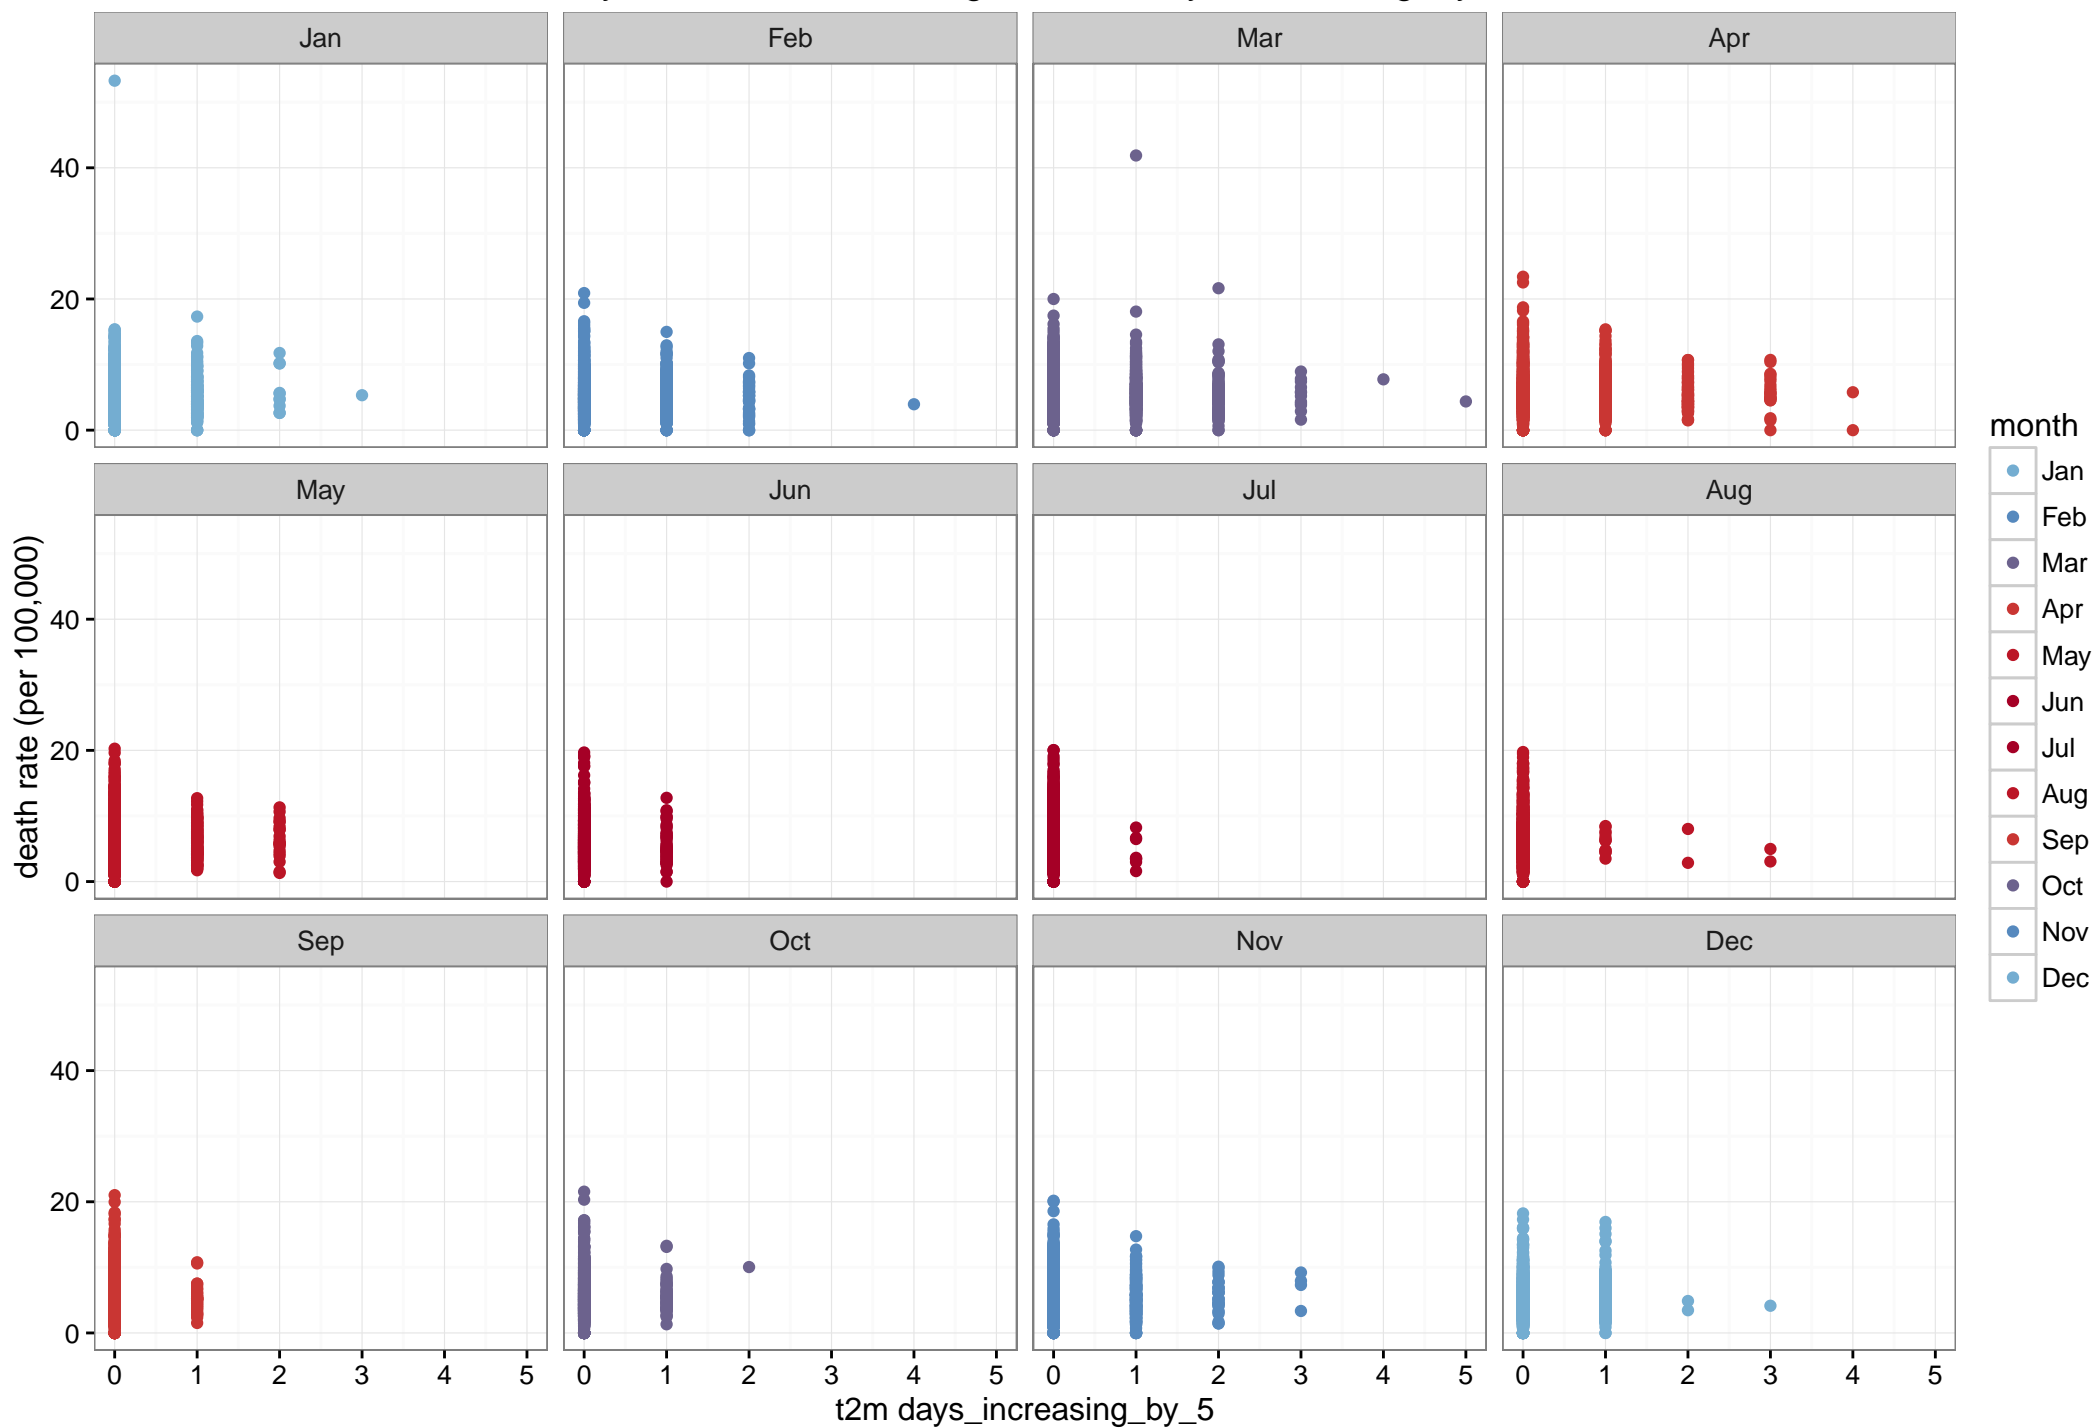 Jan Feb Mar Apr
40
20
0
May Jun Jul Aug
40
20
0
Sep Oct Nov Dec
40
20
0
0 1 2 3 4 5 0 1 2 3 4 5 0 1 2 3 4 5 0 1 2 3 4 5
t2m days_increasing_by_5
death rate (per 100,000)
month
Jan
Feb
Mar
Apr
May
Jun
Jul
Aug
Sep
Oct
Nov
Dec